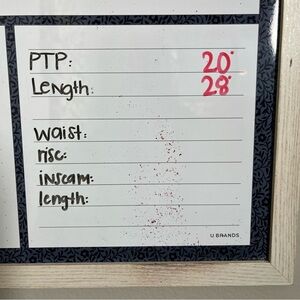 PTP: 20"
Length: 28"
waist:
rise:
inseam:
length:
U BRANDS